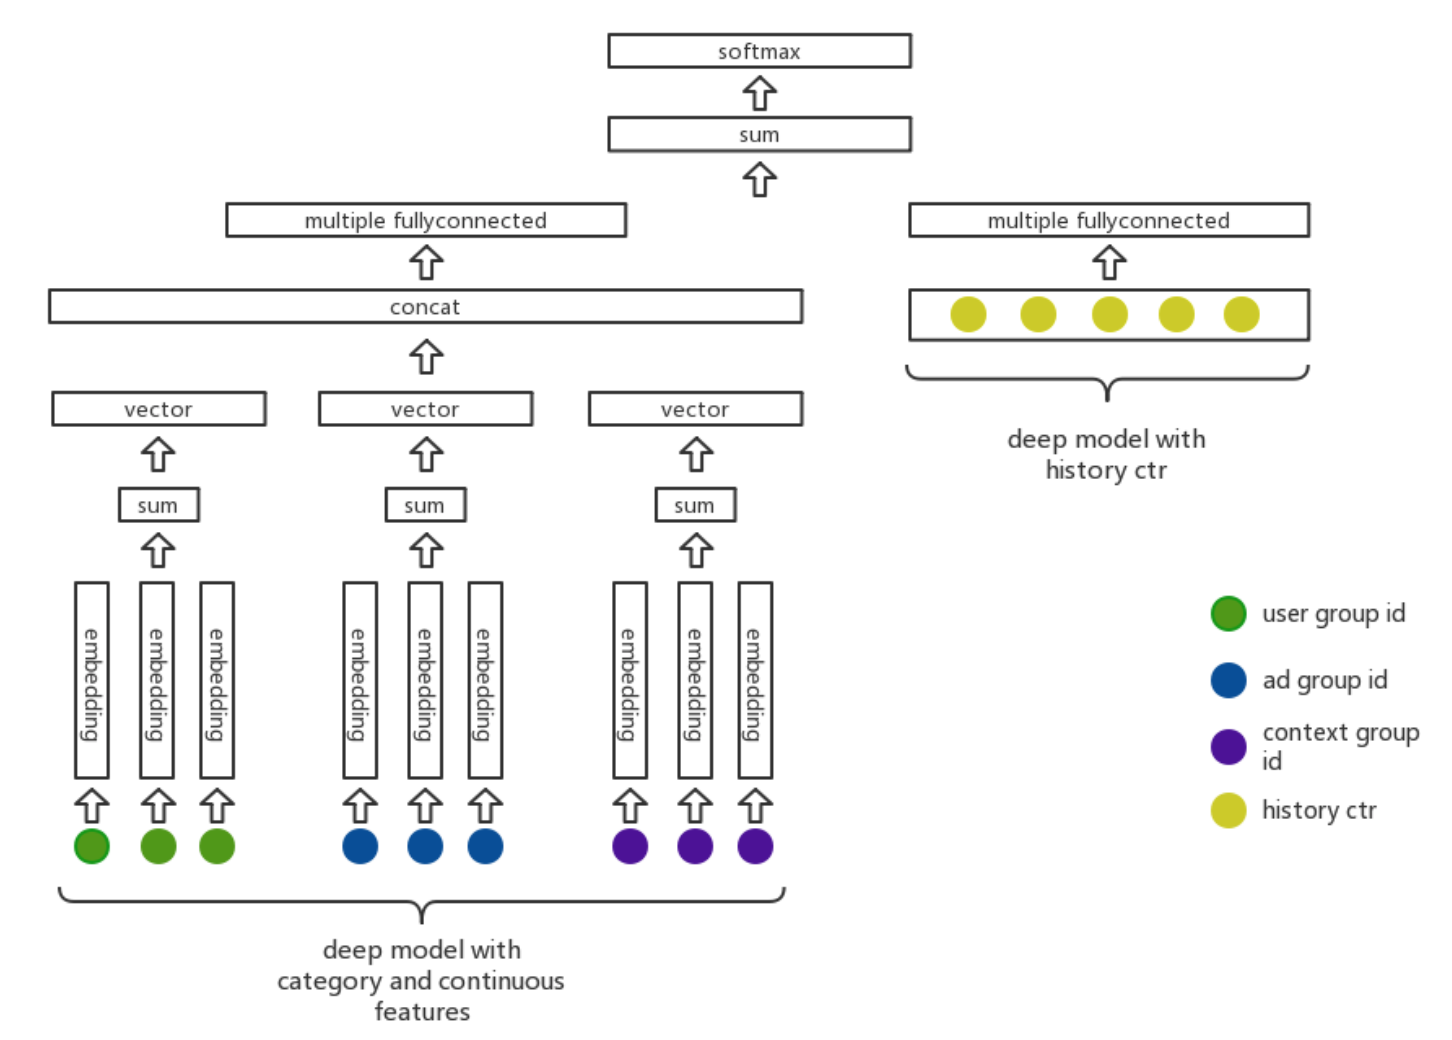 softmax
sum
multiple fullyconnected
multiple fullyconnected
concat
vector
vector
vector
deep model with
history ctr
sum
sum
sum
embedding
embedding
embedding
embedding
embedding
embedding
embedding
embedding
embedding
user group id
ad group id
context group
id
history ctr
deep model with
category and continuous
features